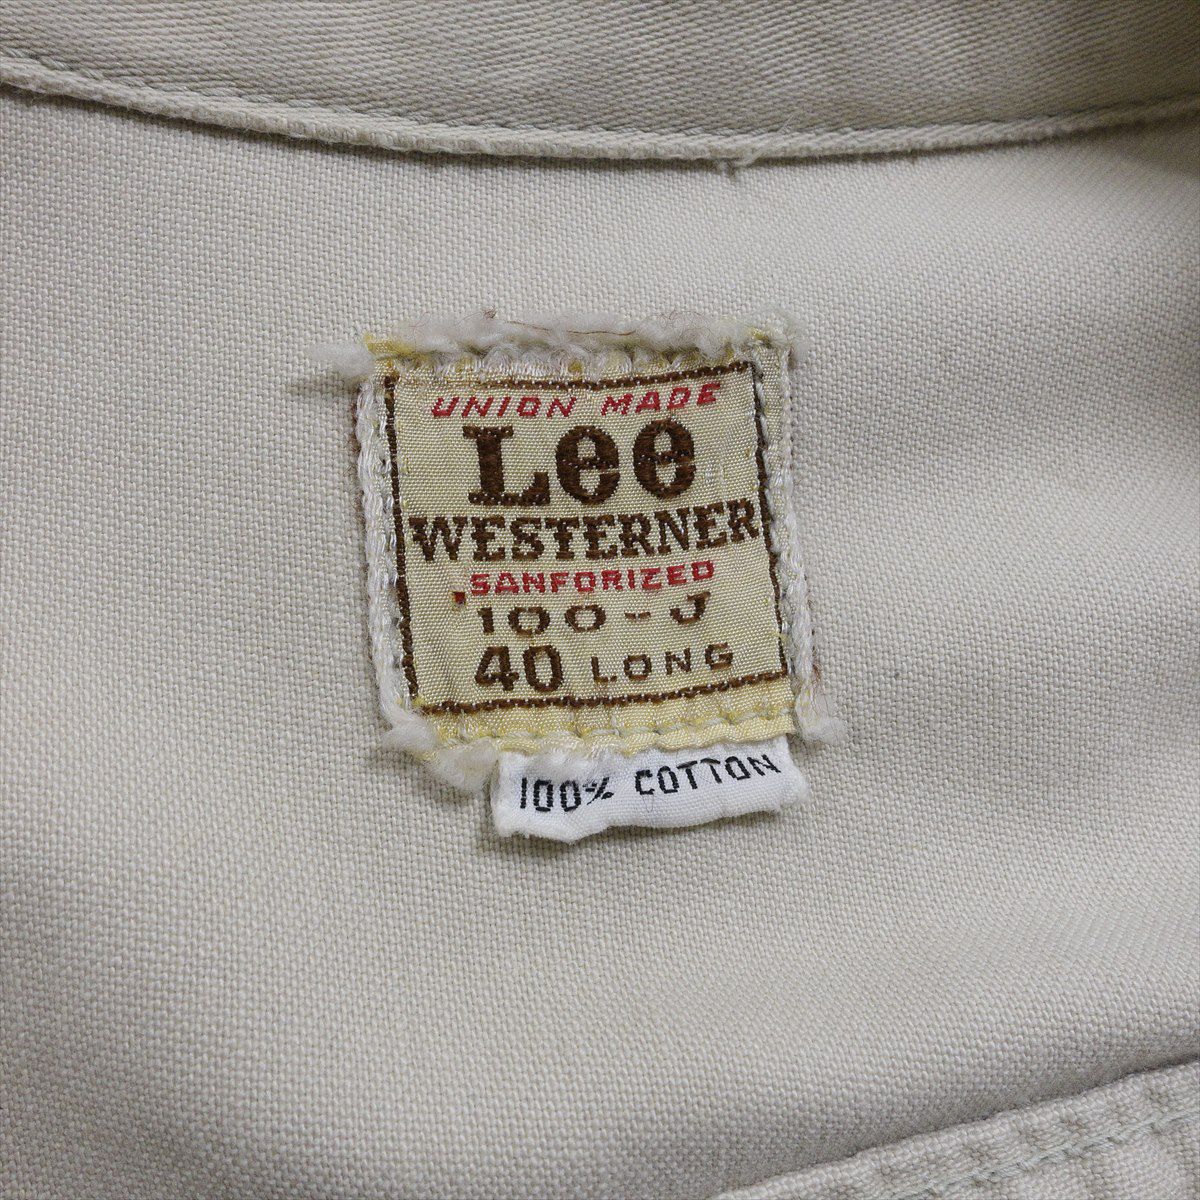 UNION MADE
Lee
WESTERNER
SANFORIZED
100-J
40 LONG
100% COTTON